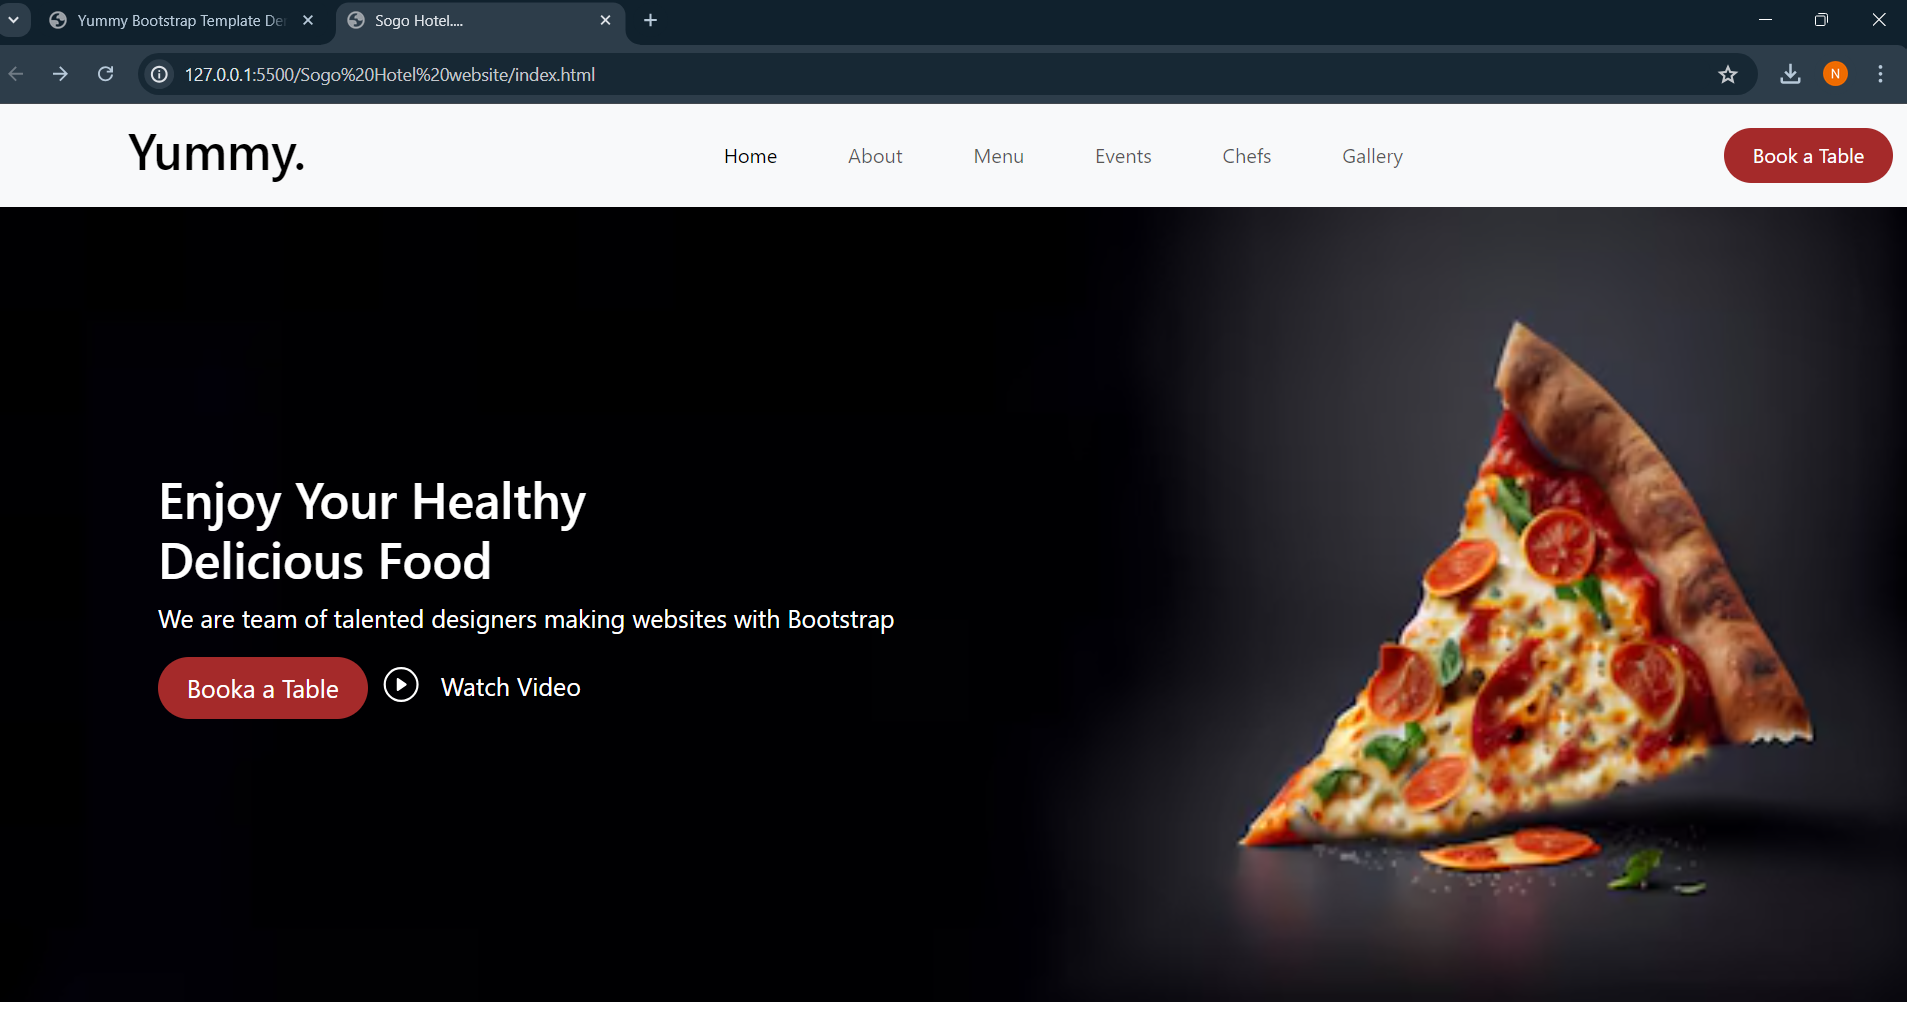 Yummy Bootstrap Template De
Sogo Hotel....
127.0.0.1:5500/Sogo%20Hotel%20website/index.html
N
Yummy.
Home About Menu Events Chefs Gallery
Book a Table
Enjoy Your Healthy
Delicious Food
We are team of talented designers making websites with Bootstrap
Booka a Table
Watch Video